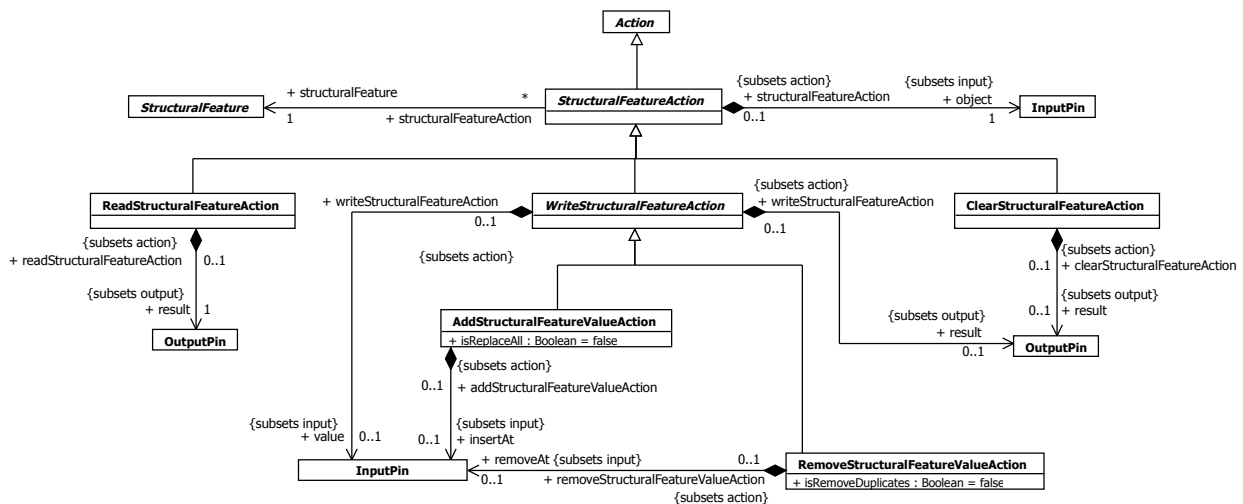 Action
{subsets action}
{subsets input}
+ structuralFeature
*
StructuralFeatureAction
+ structuralFeatureAction
+ object
StructuralFeature
InputPin
1
+ structuralFeatureAction
0..1
1
{subsets action}
ReadStructuralFeatureAction
+ writeStructuralFeatureAction
WriteStructuralFeatureAction
+ writeStructuralFeatureAction
ClearStructuralFeatureAction
0..1
0..1
{subsets action}
+ readStructuralFeatureAction
0..1
{subsets action}
{subsets action}
0..1
+ clearStructuralFeatureAction
{subsets output}
+ result
1
{subsets output}
0..1
+ result
OutputPin
AddStructuralFeatureValueAction
+ isReplaceAll : Boolean = false
{subsets output}
+ result
0..1
OutputPin
{subsets action}
0..1
+ addStructuralFeatureValueAction
{subsets input}
+ value
0..1
{subsets input}
0..1
+ insertAt
InputPin
+ removeAt {subsets input}
0..1
0..1
+ removeStructuralFeatureValueAction
{subsets action}
RemoveStructuralFeatureValueAction
+ isRemoveDuplicates : Boolean = false